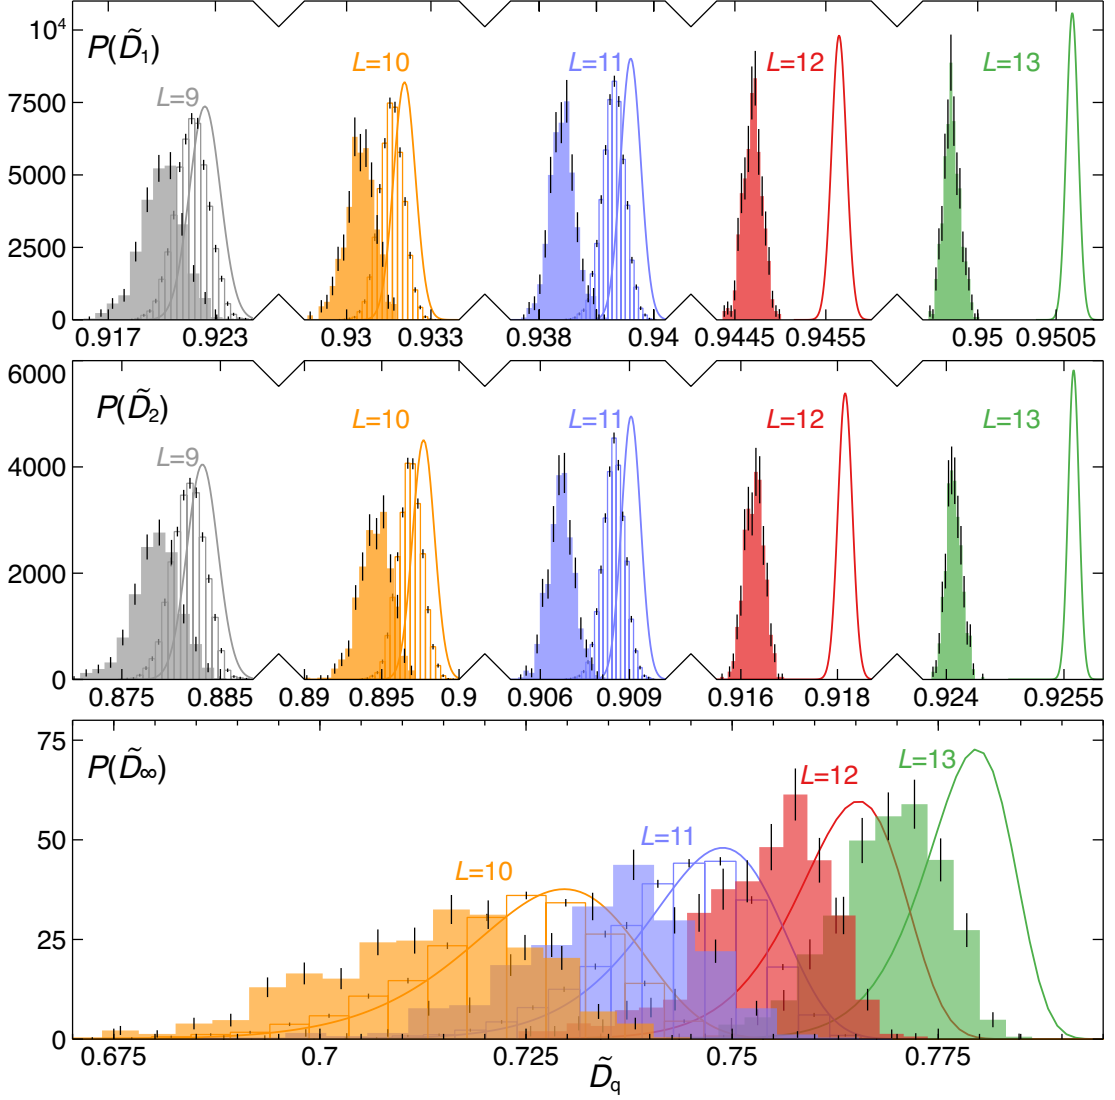 10⁴
P(D̃₁)
L=9
L=10
L=11
L=12
L=13
7500
5000
2500
0
0.917 0.923 0.93 0.933 0.938 0.94 0.9445 0.9455 0.95 0.9505
6000
P(D̃₂)
L=9
L=10
L=11
L=12
L=13
4000
2000
0
0.875 0.885 0.89 0.895 0.9 0.906 0.909 0.916 0.918 0.924 0.9255
75
P(D̃∞)
L=10
L=11
L=12
L=13
50
25
0
0.675 0.7 0.725 0.75 0.775
D̃q